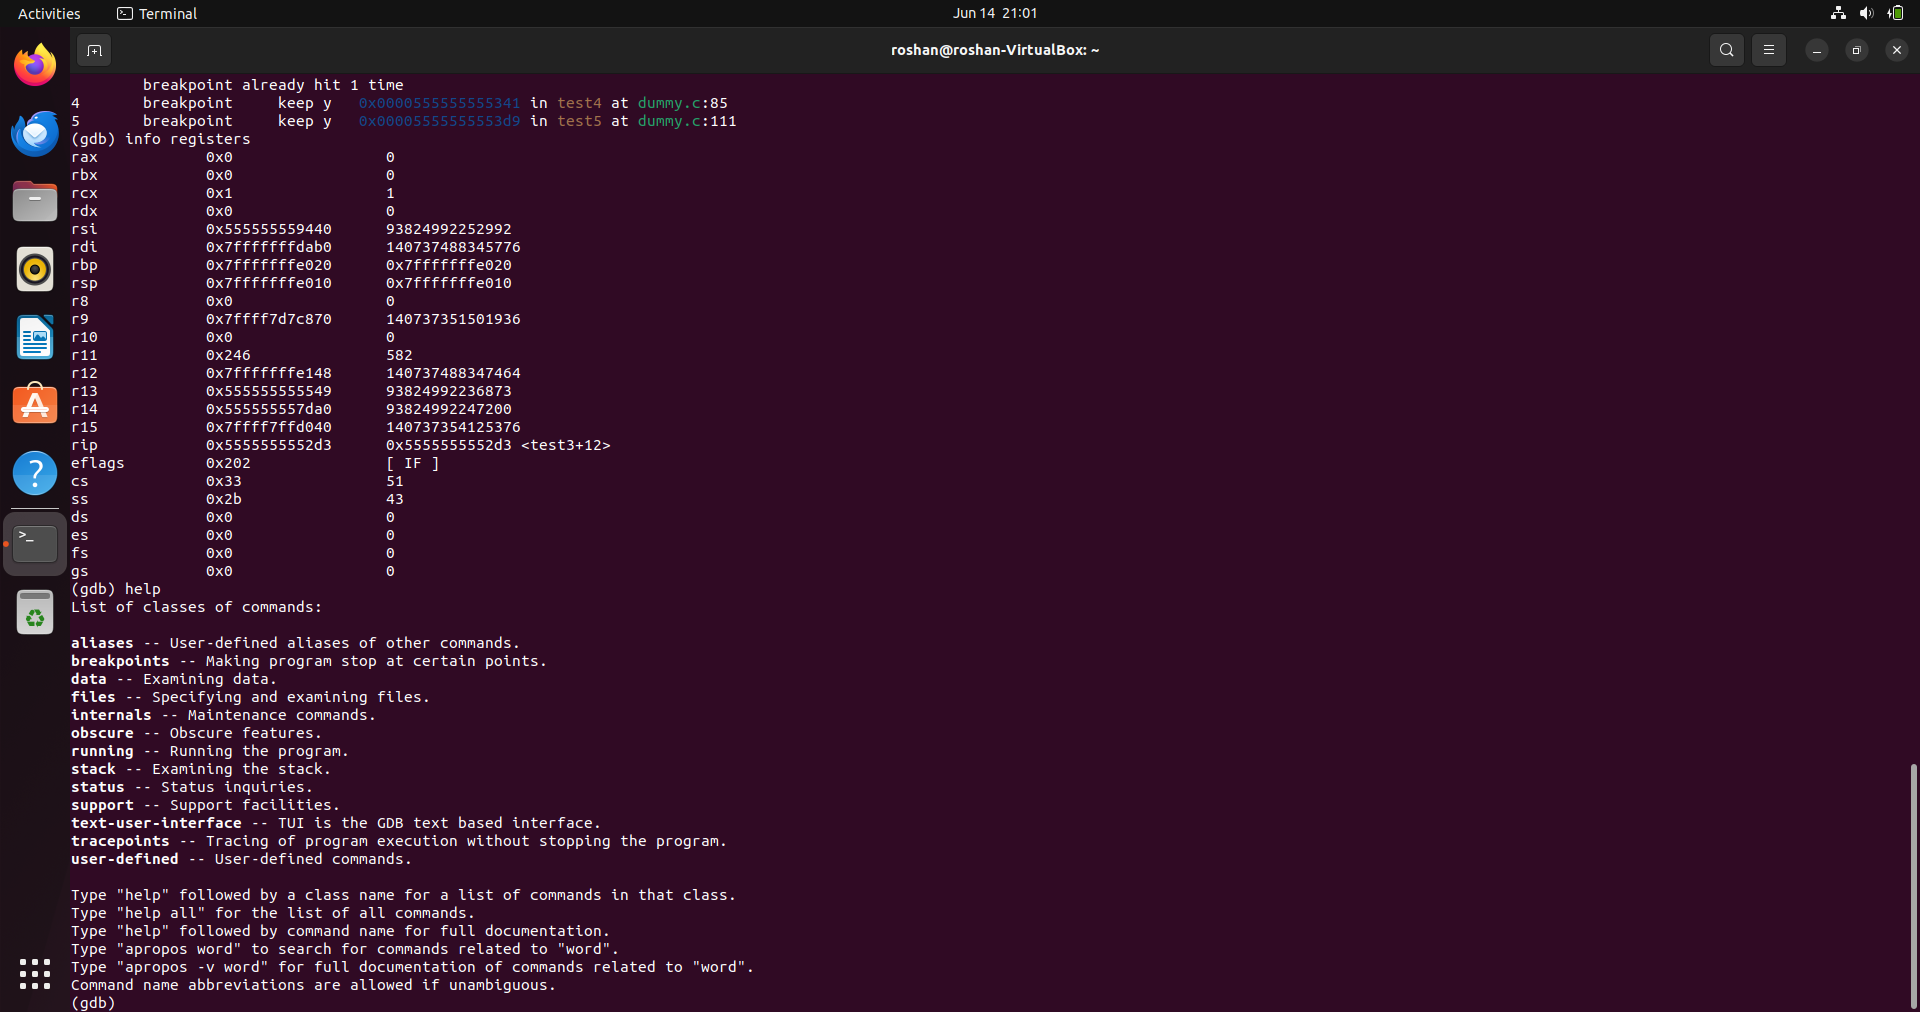 Activities Terminal Jun 14 21:01
roshan@roshan-VirtualBox: ~
breakpoint already hit 1 time
4 breakpoint keep y 0x0000555555555341 in test4 at dummy.c:85
5 breakpoint keep y 0x00005555555553d9 in test5 at dummy.c:111
(gdb) info registers
rax 0x0 0
rbx 0x0 0
rcx 0x1 1
rdx 0x0 0
rsi 0x555555559440 93824992252992
rdi 0x7fffffffdab0 140737488345776
rbp 0x7fffffffe020 0x7fffffffe020
rsp 0x7fffffffe010 0x7fffffffe010
r8 0x0 0
r9 0x7ffff7d7c870 140737351501936
r10 0x0 0
r11 0x246 582
r12 0x7fffffffe148 140737488347464
r13 0x555555555549 93824992236873
r14 0x555555557da0 93824992247200
r15 0x7ffff7ffd040 140737354125376
rip 0x5555555552d3 0x5555555552d3 <test3+12>
eflags 0x202 [ IF ]
cs 0x33 51
ss 0x2b 43
ds 0x0 0
es 0x0 0
fs 0x0 0
gs 0x0 0
(gdb) help
List of classes of commands:
aliases -- User-defined aliases of other commands.
breakpoints -- Making program stop at certain points.
data -- Examining data.
files -- Specifying and examining files.
internals -- Maintenance commands.
obscure -- Obscure features.
running -- Running the program.
stack -- Examining the stack.
status -- Status inquiries.
support -- Support facilities.
text-user-interface -- TUI is the GDB text based interface.
tracepoints -- Tracing of program execution without stopping the program.
user-defined -- User-defined commands.
Type "help" followed by a class name for a list of commands in that class.
Type "help all" for the list of all commands.
Type "help" followed by command name for full documentation.
Type "apropos word" to search for commands related to "word".
Type "apropos -v word" for full documentation of commands related to "word".
Command name abbreviations are allowed if unambiguous.
(gdb)